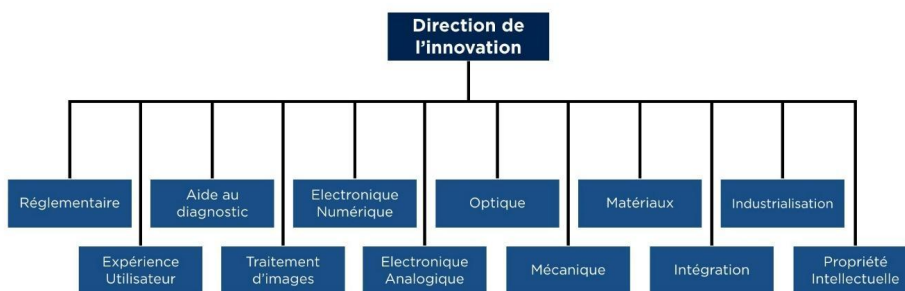 Direction de
l'innovation
Réglementaire
Aide au
diagnostic
Electronique
Numérique
Optique
Matériaux
Industrialisation
Expérience
Utilisateur
Traitement
d'images
Electronique
Analogique
Mécanique
Intégration
Propriété
Intellectuelle